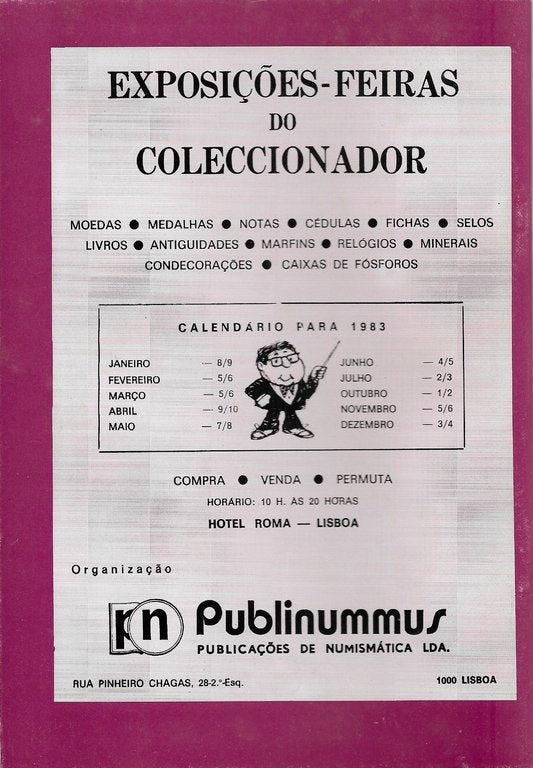 EXPOSIÇÕES-FEIRAS
DO
COLECCIONADOR
MOEDAS ● MEDALHAS ● NOTAS ● CÉDULAS ● FICHAS ● SELOS
LIVROS ● ANTIGUIDADES ● MARFINS ● RELÓGIOS ● MINERAIS
CONDECORAÇÕES ● CAIXAS DE FÓSFOROS
CALENDÁRIO PARA 1983
JANEIRO — 8/9
FEVEREIRO — 5/6
MARÇO — 5/6
ABRIL — 9/10
MAIO — 7/8
JUNHO — 4/5
JULHO — 2/3
OUTUBRO — 1/2
NOVEMBRO — 5/6
DEZEMBRO — 3/4
COMPRA ● VENDA ● PERMUTA
HORÁRIO: 10 H. ÀS 20 HORAS
HOTEL ROMA — LISBOA
Organização
pn Publinummus
PUBLICAÇÕES DE NUMISMÁTICA LDA.
RUA PINHEIRO CHAGAS, 28-2.º-Esq. 1000 LISBOA